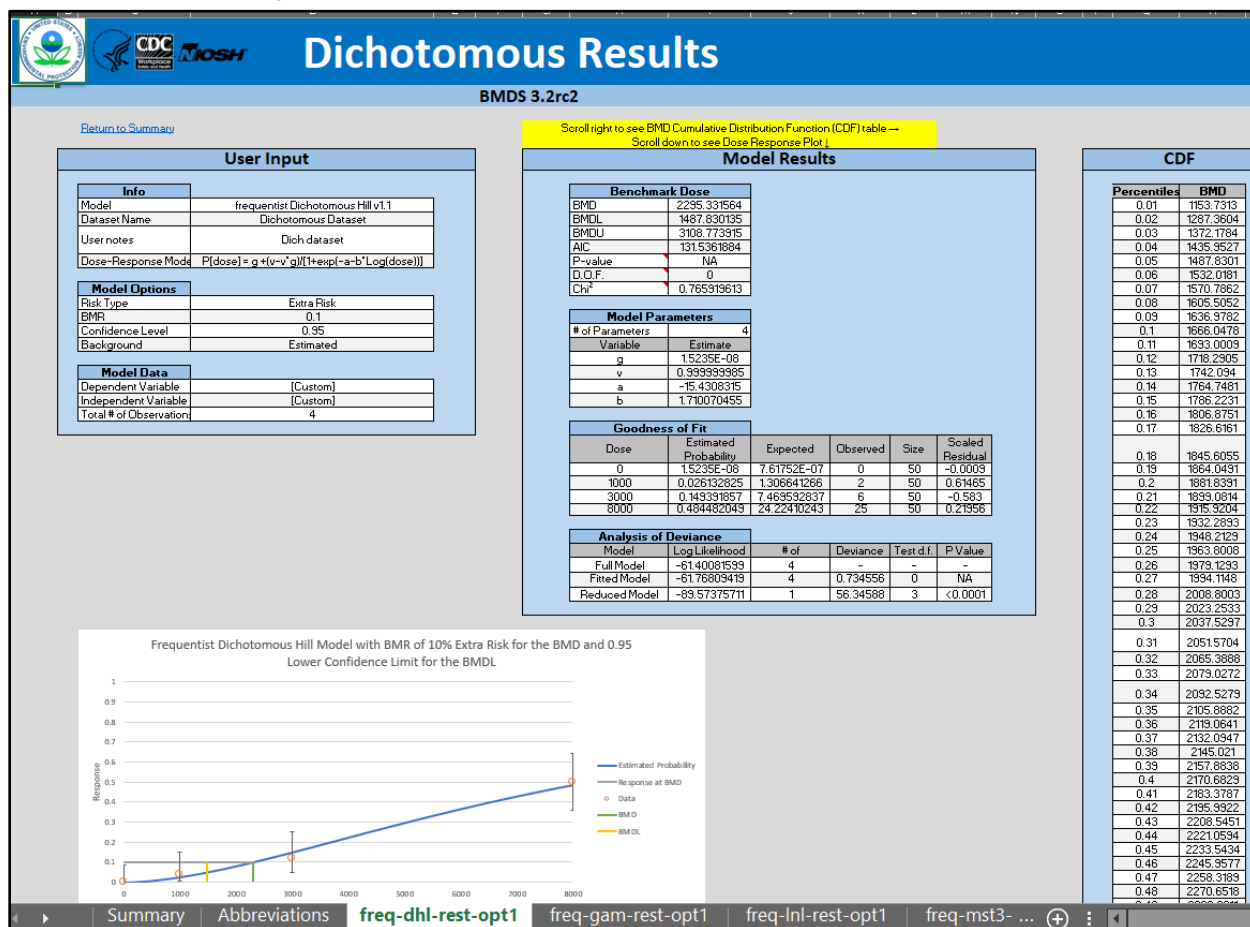 UNITED STATES
ENVIRONMENTAL PROTECTION AGENCY
CDC
Workplace
Safety and Health
NIOSH
Dichotomous Results
BMDS 3.2rc2
Return to Summary
Scroll right to see BMD Cumulative Distribution Function (CDF) table →
Scroll down to see Dose Response Plot ↓
User Input
Info
Model frequentist Dichotomous Hill v1.1
Dataset Name Dichotomous Dataset
User notes Dich dataset
Dose-Response Mode P[dose] = g +(v-v*g)/[1+exp(-a-b*Log(dose))]
Model Options
Risk Type Extra Risk
BMR 0.1
Confidence Level 0.95
Background Estimated
Model Data
Dependent Variable [Custom]
Independent Variable [Custom]
Total # of Observation: 4
Model Results
Benchmark Dose
BMD 2295.331564
BMDL 1487.830135
BMDU 3108.773915
AIC 131.5361884
P-value NA
D.O.F. 0
Chi² 0.765919613
Model Parameters
# of Parameters 4
Variable Estimate
g 1.5235E-08
v 0.999999985
a -15.4308315
b 1.710070455
Goodness of Fit
Dose Estimated Probability Expected Observed Size Scaled Residual
0 1.5235E-08 7.61752E-07 0 50 -0.0009
1000 0.026132825 1.306641266 2 50 0.61465
3000 0.149391857 7.469592837 6 50 -0.583
8000 0.484482049 24.22410243 25 50 0.21956
Analysis of Deviance
Model Log Likelihood # of Deviance Test d.f. P Value
Full Model -61.40081599 4 - - -
Fitted Model -61.76809419 4 0.734556 0 NA
Reduced Model -89.57375711 1 56.34588 3 <0.0001
CDF
Percentiles BMD
0.01 1153.7313
0.02 1287.3604
0.03 1372.1784
0.04 1435.9527
0.05 1487.8301
0.06 1532.0181
0.07 1570.7862
0.08 1605.5052
0.09 1636.9782
0.1 1666.0478
0.11 1693.0009
0.12 1718.2905
0.13 1742.094
0.14 1764.7481
0.15 1786.2231
0.16 1806.8751
0.17 1826.6161
0.18 1845.6055
0.19 1864.0491
0.2 1881.8391
0.21 1899.0814
0.22 1915.9204
0.23 1932.2893
0.24 1948.2129
0.25 1963.8008
0.26 1979.1293
0.27 1994.1148
0.28 2008.8003
0.29 2023.2533
0.3 2037.5297
0.31 2051.5704
0.32 2065.3888
0.33 2079.0272
0.34 2092.5279
0.35 2105.8882
0.36 2119.0641
0.37 2132.0947
0.38 2145.021
0.39 2157.8838
0.4 2170.6829
0.41 2183.3787
0.42 2195.9922
0.43 2208.5451
0.44 2221.0594
0.45 2233.5434
0.46 2245.9577
0.47 2258.3189
0.48 2270.6518
Frequentist Dichotomous Hill Model with BMR of 10% Extra Risk for the BMD and 0.95
Lower Confidence Limit for the BMDL
Response
1
0.9
0.8
0.7
0.6
0.5
0.4
0.3
0.2
0.1
0
0 1000 2000 3000 4000 5000 6000 7000 8000
Estimated Probability
Response at BMD
Data
BMD
BMDL
Summary Abbreviations freq-dhl-rest-opt1 freq-gam-rest-opt1 freq-lnl-rest-opt1 freq-mst3- ...